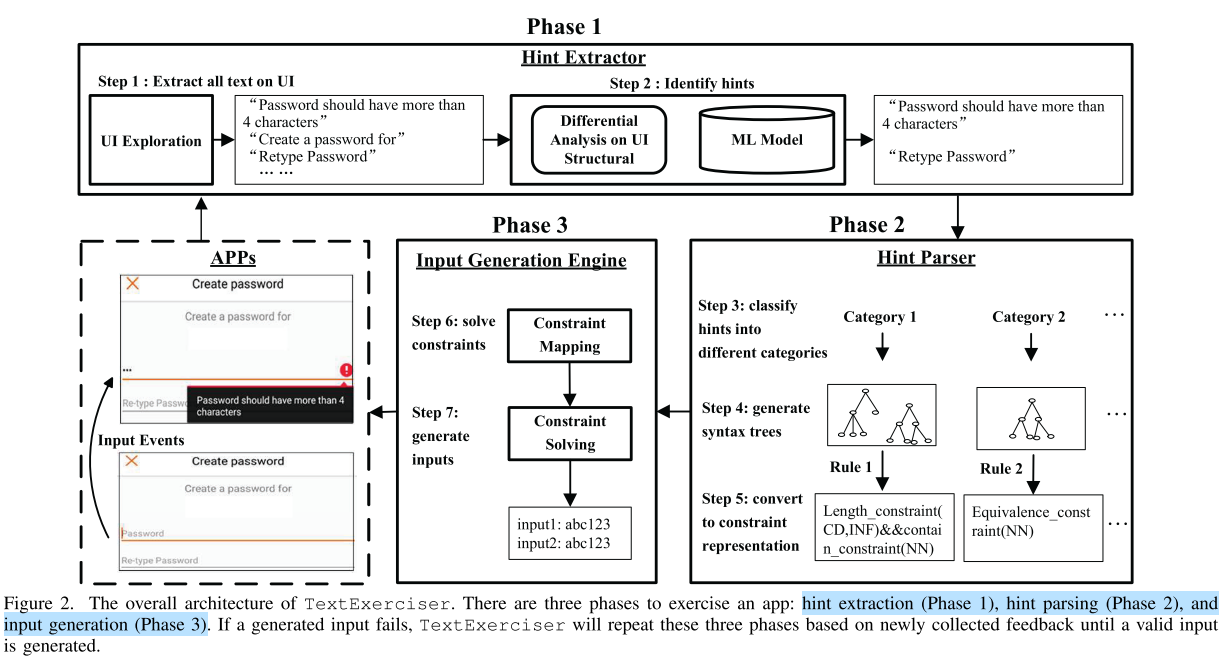 Phase 1
Hint Extractor
Step 1 : Extract all text on UI
Step 2 : Identify hints
UI Exploration
“Password should have more than
4 characters”
“Create a password for”
“Retype Password”
... ...
Differential
Analysis on UI
Structural
ML Model
“Password should have more than
4 characters”
“Retype Password”
Phase 3
Phase 2
APPs
Create password
Create a password for
•••
Re-type Passwo
Password should have more than 4
characters
Input Events
Create password
Create a password for
Password
Re-type Password
Input Generation Engine
Step 6: solve
constraints
Constraint
Mapping
Step 7:
generate
inputs
Constraint
Solving
input1: abc123
input2: abc123
Hint Parser
Step 3: classify
hints into
different categories
Category 1
Category 2
...
Step 4: generate
syntax trees
...
Rule 1
Rule 2
Step 5: convert
to constraint
representation
Length_constraint(
CD,INF)&&contai
n_constraint(NN)
Equivalence_const
raint(NN)
...
Figure 2. The overall architecture of TextExerciser. There are three phases to exercise an app: hint extraction (Phase 1), hint parsing (Phase 2), and
input generation (Phase 3). If a generated input fails, TextExerciser will repeat these three phases based on newly collected feedback until a valid input
is generated.